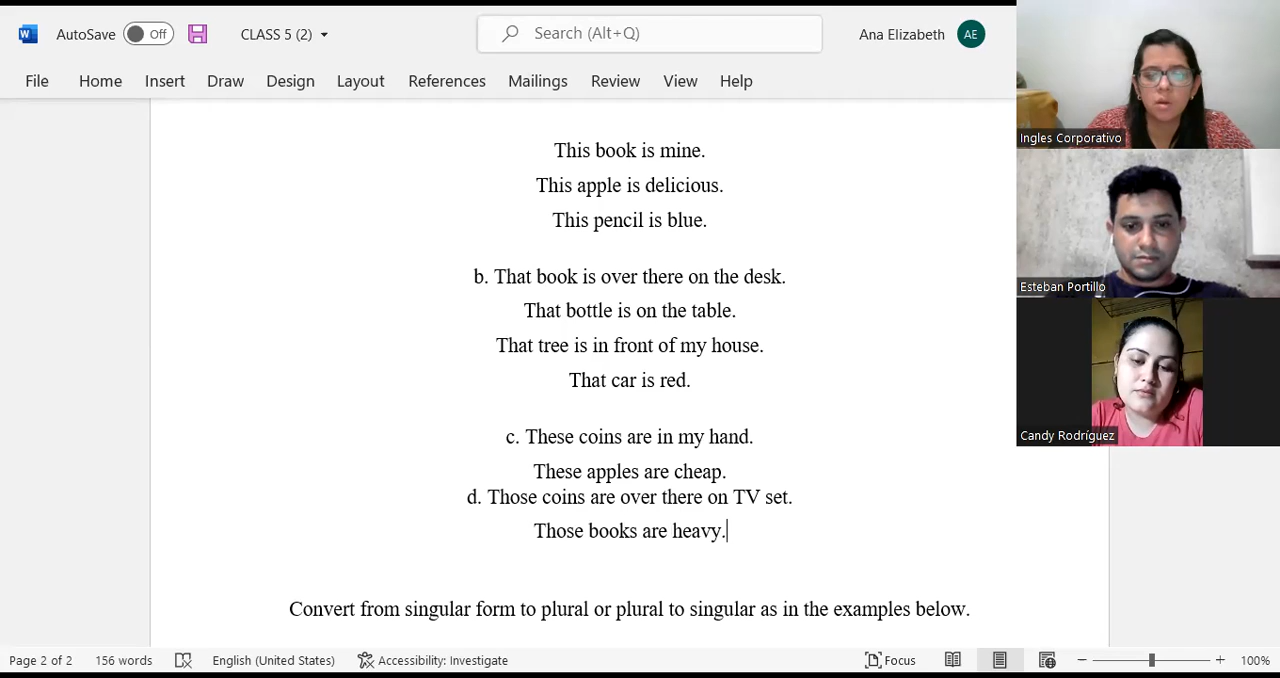 AutoSave Off CLASS 5 (2) Search (Alt+Q) Ana Elizabeth AE
File Home Insert Draw Design Layout References Mailings Review View Help
This book is mine.
This apple is delicious.
This pencil is blue.
b. That book is over there on the desk.
That bottle is on the table.
That tree is in front of my house.
That car is red.
c. These coins are in my hand.
These apples are cheap.
d. Those coins are over there on TV set.
Those books are heavy.
Convert from singular form to plural or plural to singular as in the examples below.
Page 2 of 2 156 words English (United States) Accessibility: Investigate Focus 100%
Ingles Corporativo
Esteban Portillo
Candy Rodríguez